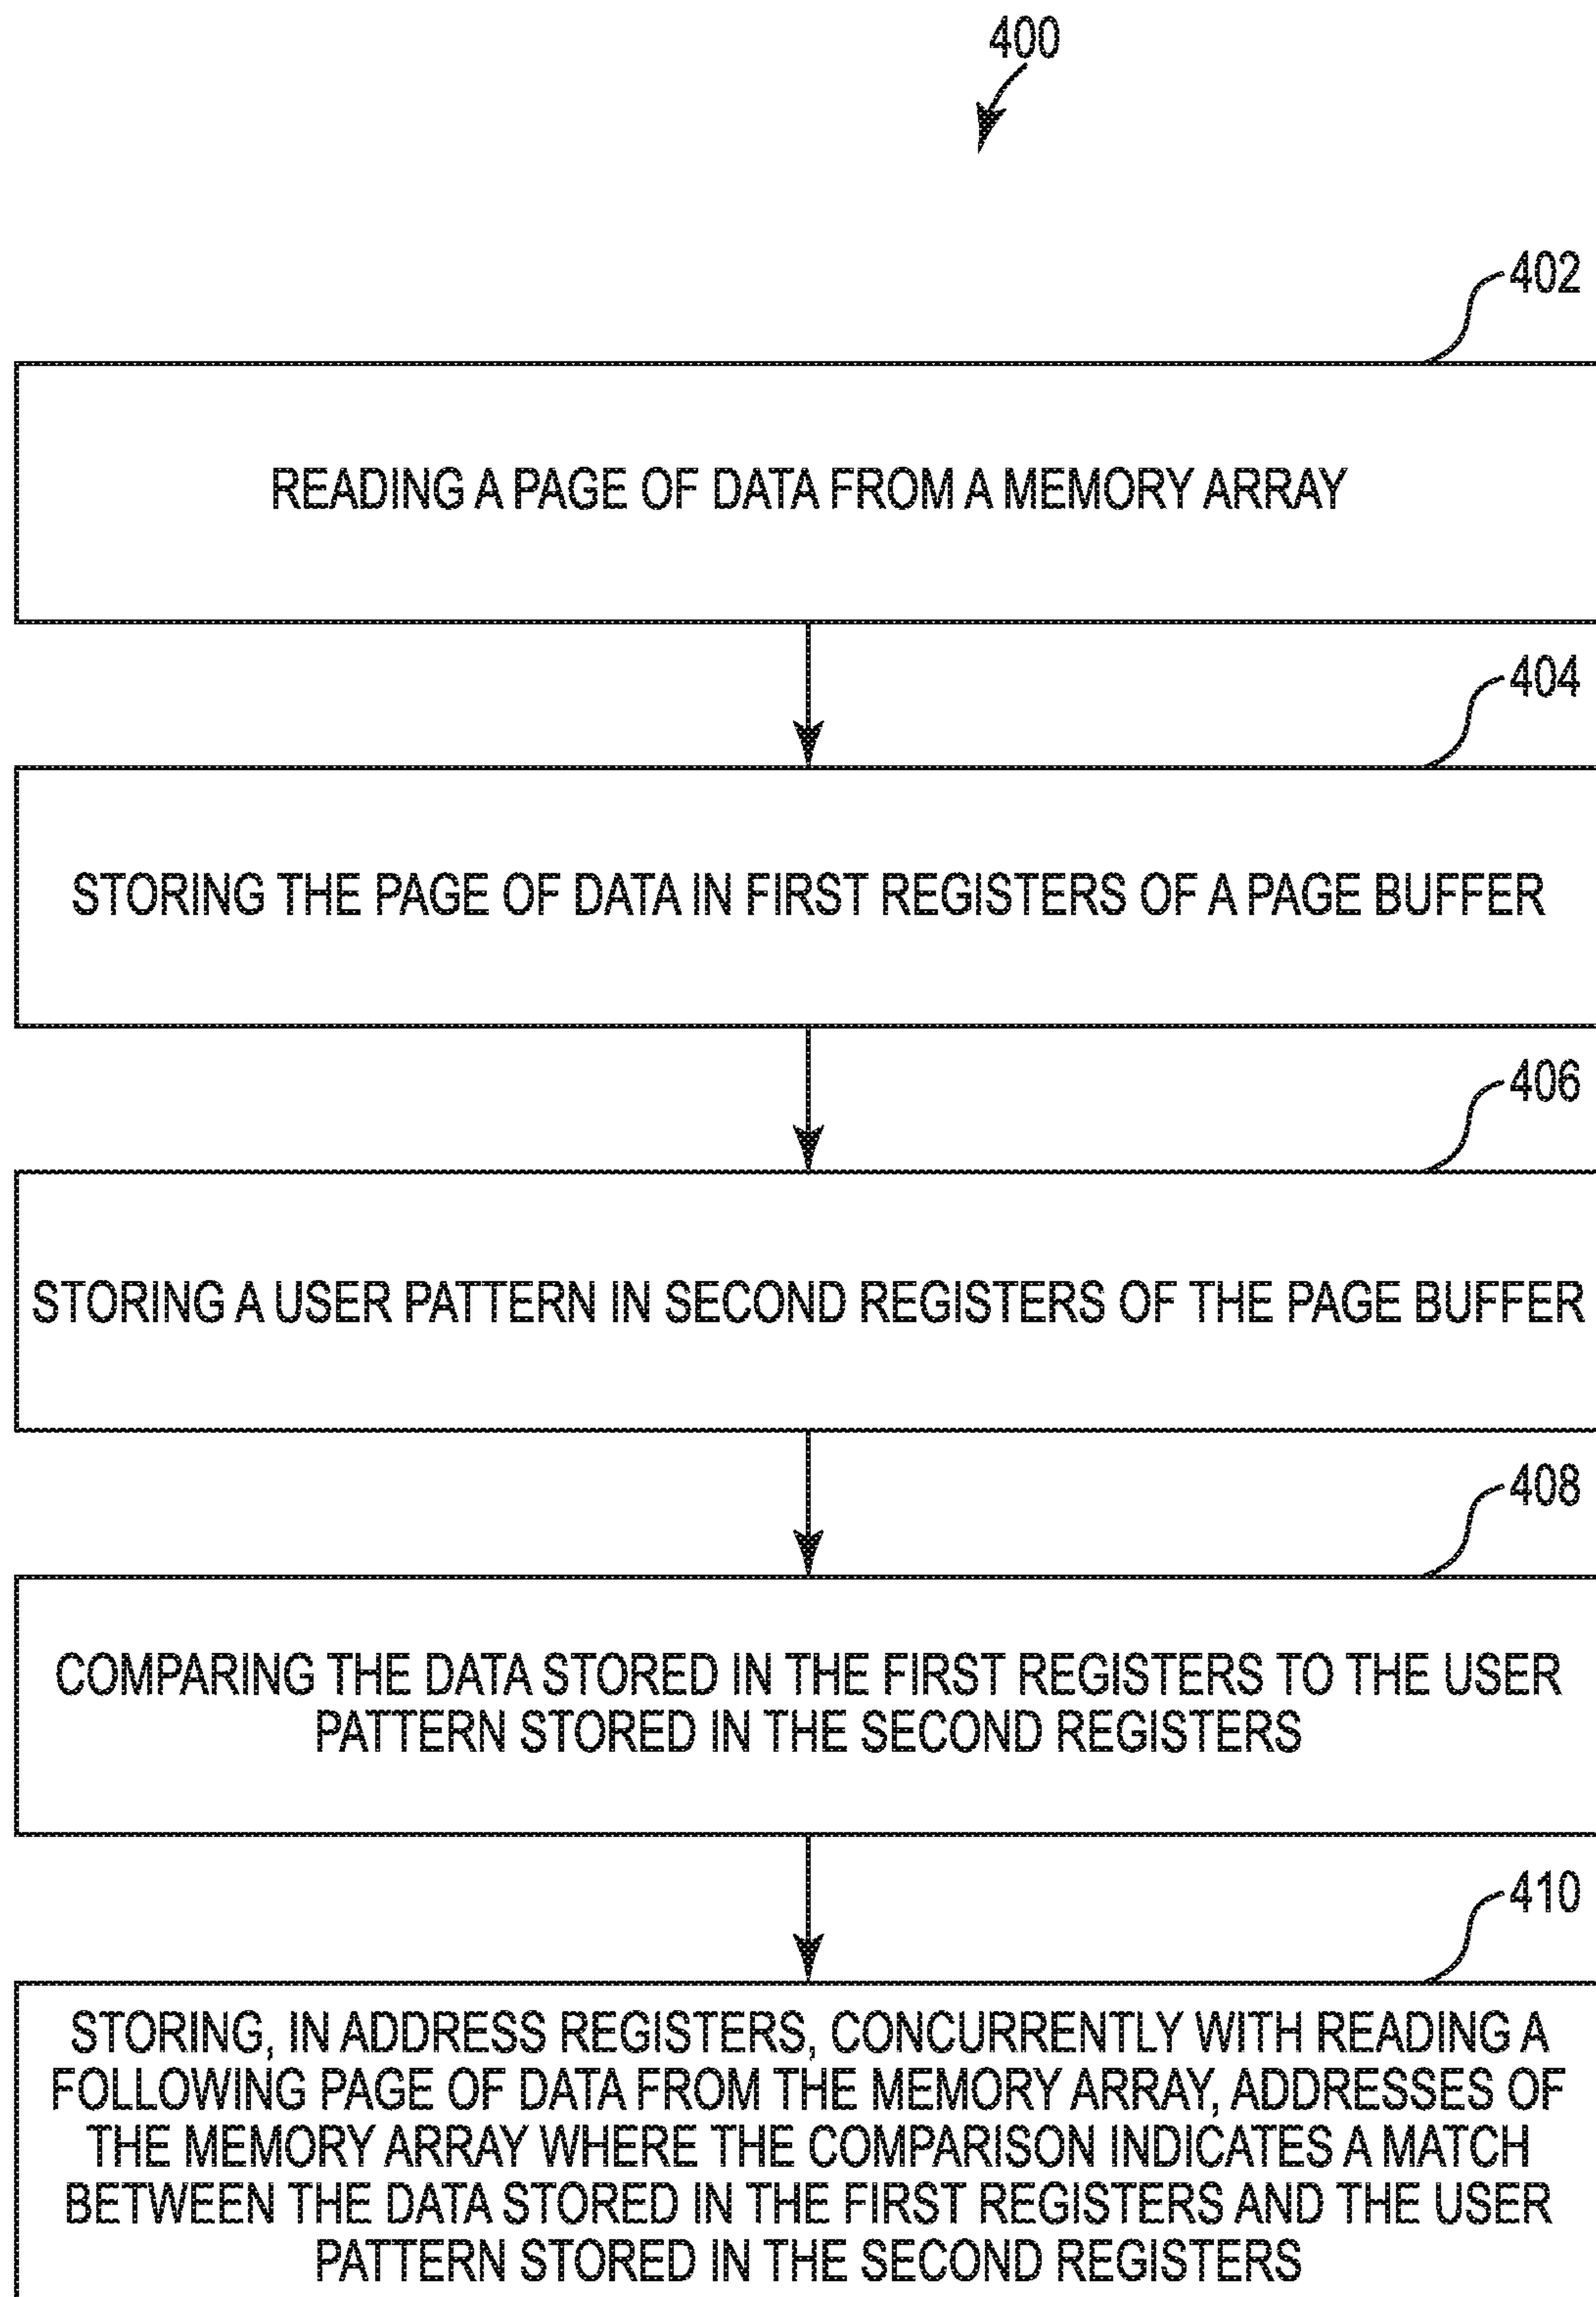 400
402
READING A PAGE OF DATA FROM A MEMORY ARRAY
404
STORING THE PAGE OF DATA IN FIRST REGISTERS OF A PAGE BUFFER
406
STORING A USER PATTERN IN SECOND REGISTERS OF THE PAGE BUFFER
408
COMPARING THE DATA STORED IN THE FIRST REGISTERS TO THE USER
PATTERN STORED IN THE SECOND REGISTERS
410
STORING, IN ADDRESS REGISTERS, CONCURRENTLY WITH READING A
FOLLOWING PAGE OF DATA FROM THE MEMORY ARRAY, ADDRESSES OF
THE MEMORY ARRAY WHERE THE COMPARISON INDICATES A MATCH
BETWEEN THE DATA STORED IN THE FIRST REGISTERS AND THE USER
PATTERN STORED IN THE SECOND REGISTERS